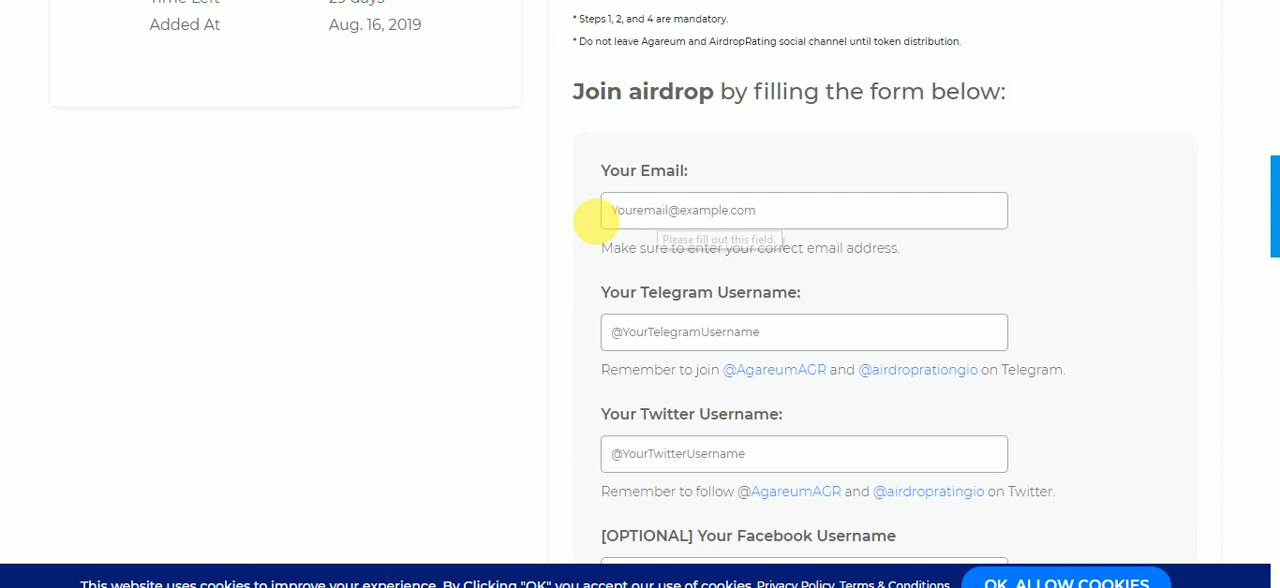 Time Left 29 days
Added At Aug. 16, 2019
* Steps 1, 2, and 4 are mandatory.
* Do not leave Agareum and AirdropRating social channel until token distribution.
Join airdrop by filling the form below:
Your Email:
Youremail@example.com
Please fill out this field.
Make sure to enter your correct email address.
Your Telegram Username:
@YourTelegramUsername
Remember to join @AgareumAGR and @airdroprationgio on Telegram.
Your Twitter Username:
@YourTwitterUsername
Remember to follow @AgareumAGR and @airdropratingio on Twitter.
[OPTIONAL] Your Facebook Username
This website uses cookies to improve your experience. By Clicking "OK" you accept our use of cookies. Privacy Policy Terms & Conditions OK, ALLOW COOKIES